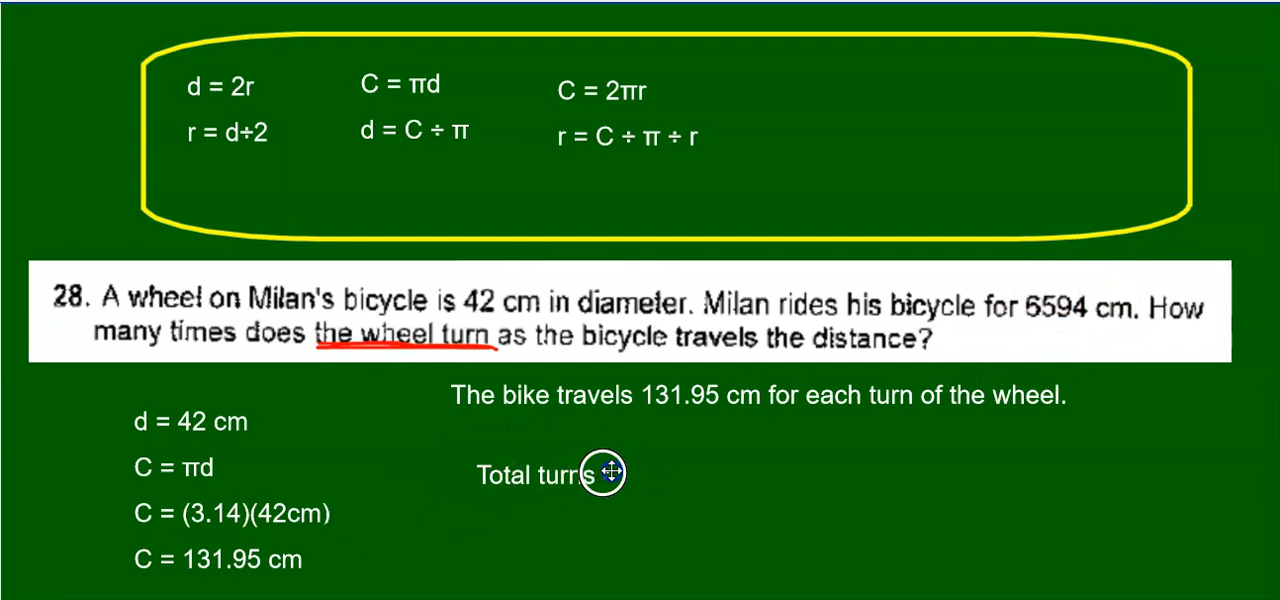 d = 2r
C = πd
C = 2πr
r = d÷2
d = C ÷ π
r = C ÷ π ÷ r
28. A wheel on Milan's bicycle is 42 cm in diameter. Milan rides his bicycle for 6594 cm. How
many times does the wheel turn as the bicycle travels the distance?
The bike travels 131.95 cm for each turn of the wheel.
d = 42 cm
C = πd
Total turns
C = (3.14)(42cm)
C = 131.95 cm